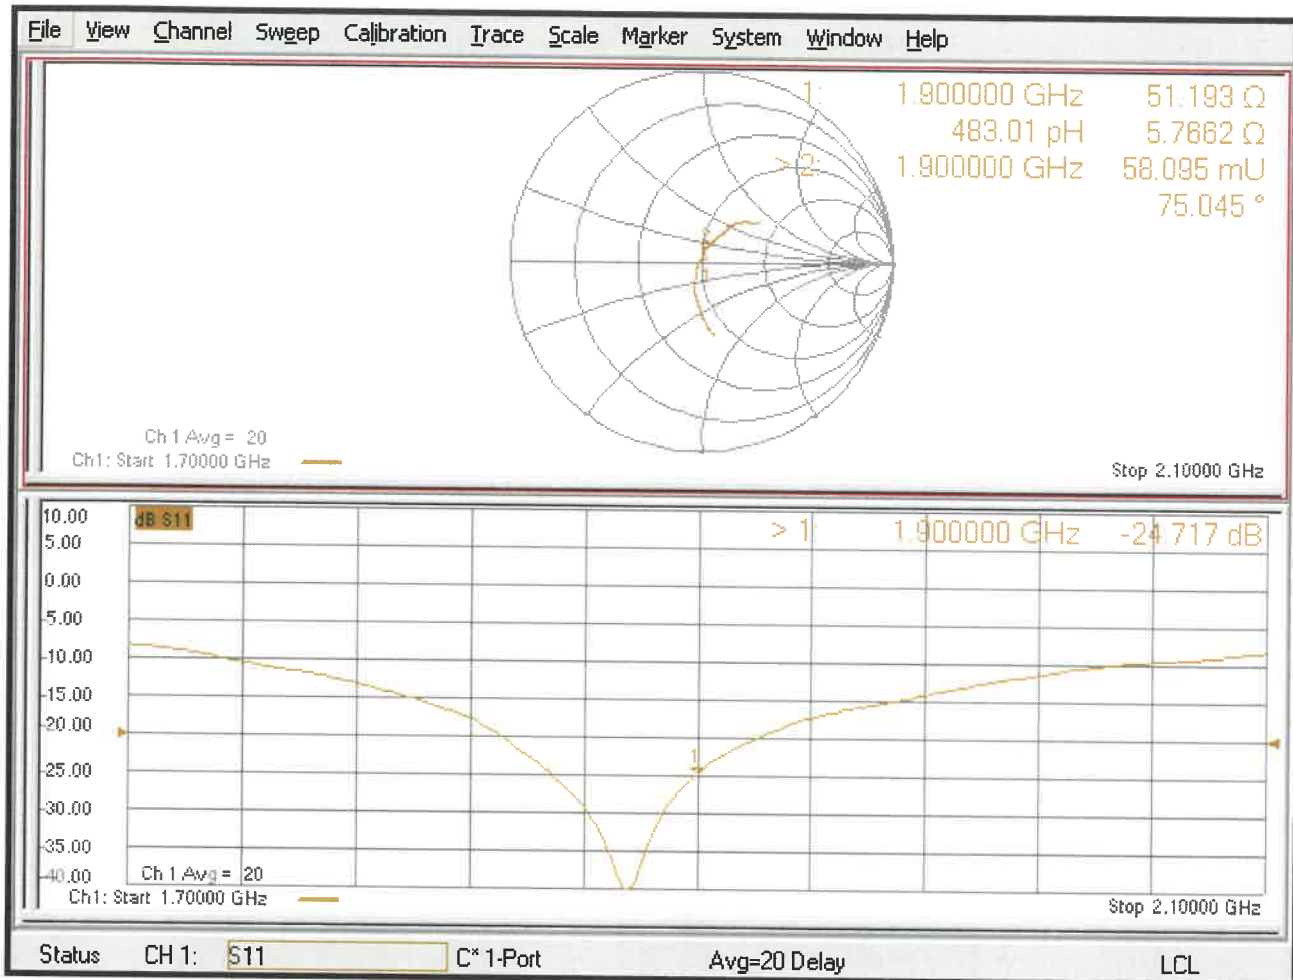 File View Channel Sweep Calibration Trace Scale Marker System Window Help
1: 1.900000 GHz 51.193 Ω
483.01 pH 5.7662 Ω
> 2: 1.900000 GHz 58.095 mU
75.045 °
Ch 1 Avg = 20
Ch1: Start 1.70000 GHz
Stop 2.10000 GHz
10.00
dB S11
> 1: 1.900000 GHz -24.717 dB
5.00
0.00
-5.00
-10.00
-15.00
-20.00
-25.00
-30.00
-35.00
-40.00
1
Ch 1 Avg = 20
Ch1: Start 1.70000 GHz
Stop 2.10000 GHz
Status CH 1: S11 C* 1-Port Avg=20 Delay LCL